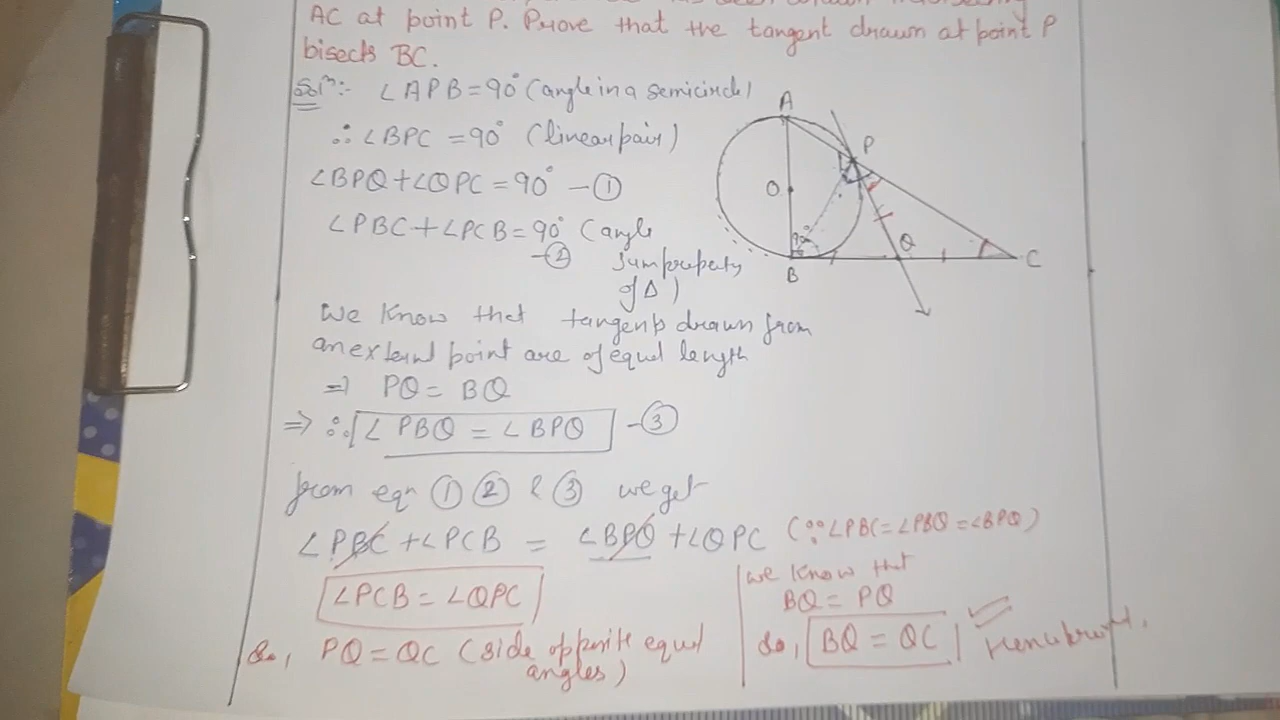 AC at point P. Prove that the tangent drawn at point P
bisects BC.
Solⁿ:- ∠APB = 90° (angle in a semicircle)
∴ ∠BPC = 90° (linear pair)
∠BPQ + ∠QPC = 90° - ①
∠PBC + ∠PCB = 90° (angle
- ② sum property
of Δ)
A
P
O
90°
Q
B
C
We know that tangents drawn from
an external point are of equal length
⇒ PQ = BQ
⇒ ∴ ∠PBQ = ∠BPQ - ③
from eqn ① ② & ③ we get
∠PBC + ∠PCB = ∠BPQ + ∠QPC (∵ ∠PBC = ∠PBQ = ∠BPQ)
∠PCB = ∠QPC
So, PQ = QC (side opposite equal
angles)
we know that
BQ = PQ
So, BQ = QC